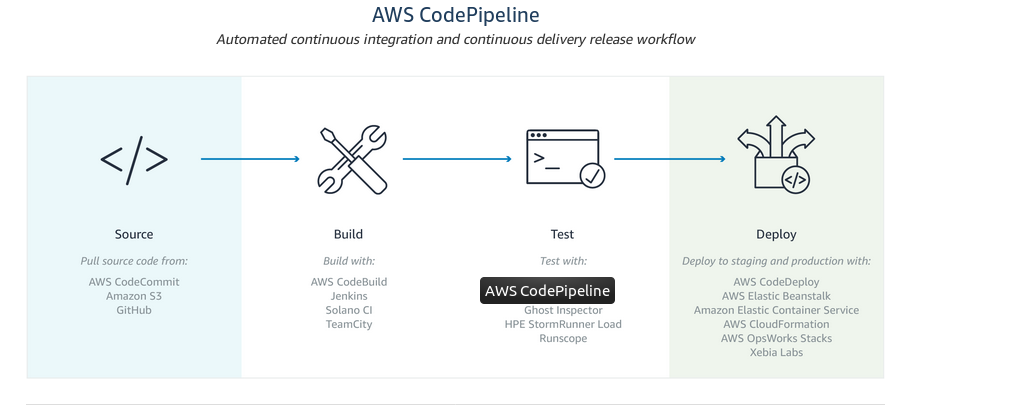 AWS CodePipeline
Automated continuous integration and continuous delivery release workflow
</>
Source
Pull source code from:
AWS CodeCommit
Amazon S3
GitHub
Build
Build with:
AWS CodeBuild
Jenkins
Solano CI
TeamCity
>_
Test
Test with:
AWS CodePipeline
Ghost Inspector
HPE StormRunner Load
Runscope
</>
Deploy
Deploy to staging and production with:
AWS CodeDeploy
AWS Elastic Beanstalk
Amazon Elastic Container Service
AWS CloudFormation
AWS OpsWorks Stacks
Xebia Labs